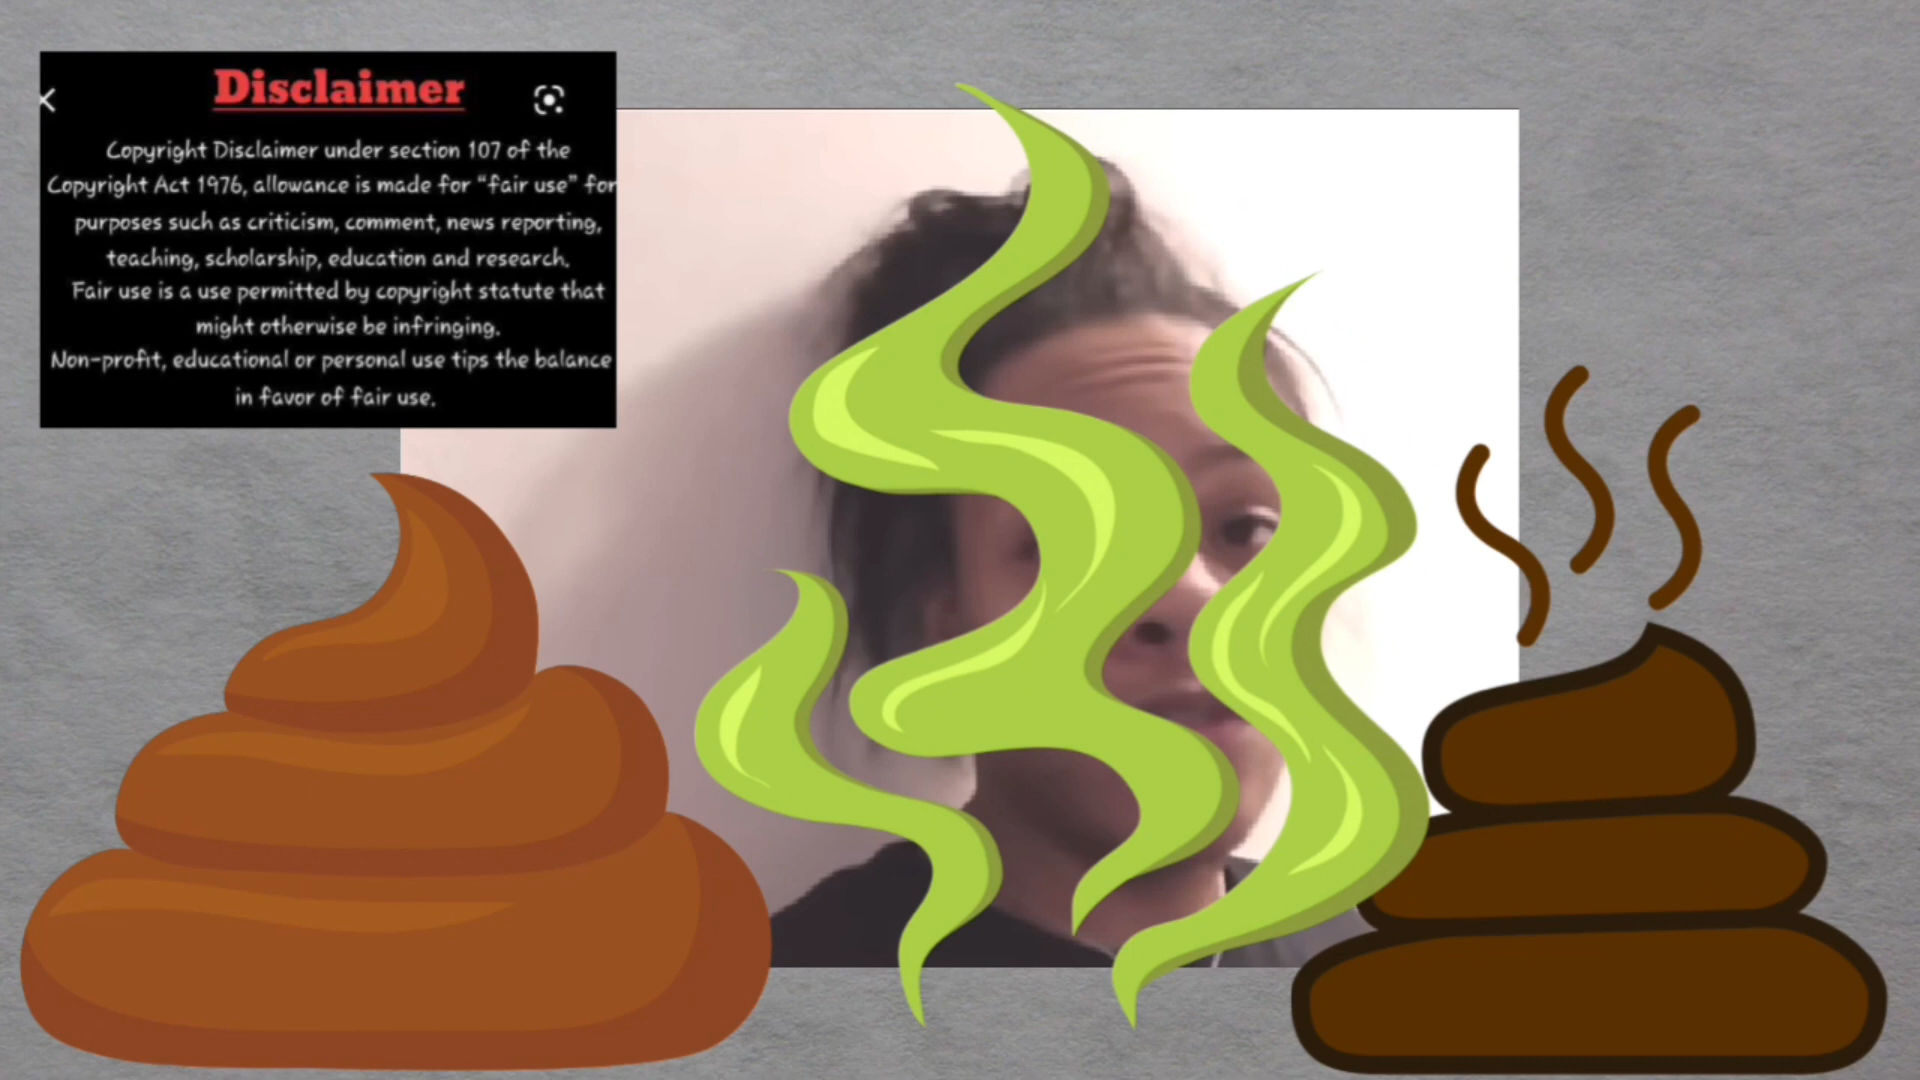 Disclaimer
Copyright Disclaimer under section 107 of the
Copyright Act 1976, allowance is made for “fair use” for
purposes such as criticism, comment, news reporting,
teaching, scholarship, education and research.
Fair use is a use permitted by copyright statute that
might otherwise be infringing.
Non-profit, educational or personal use tips the balance
in favor of fair use.